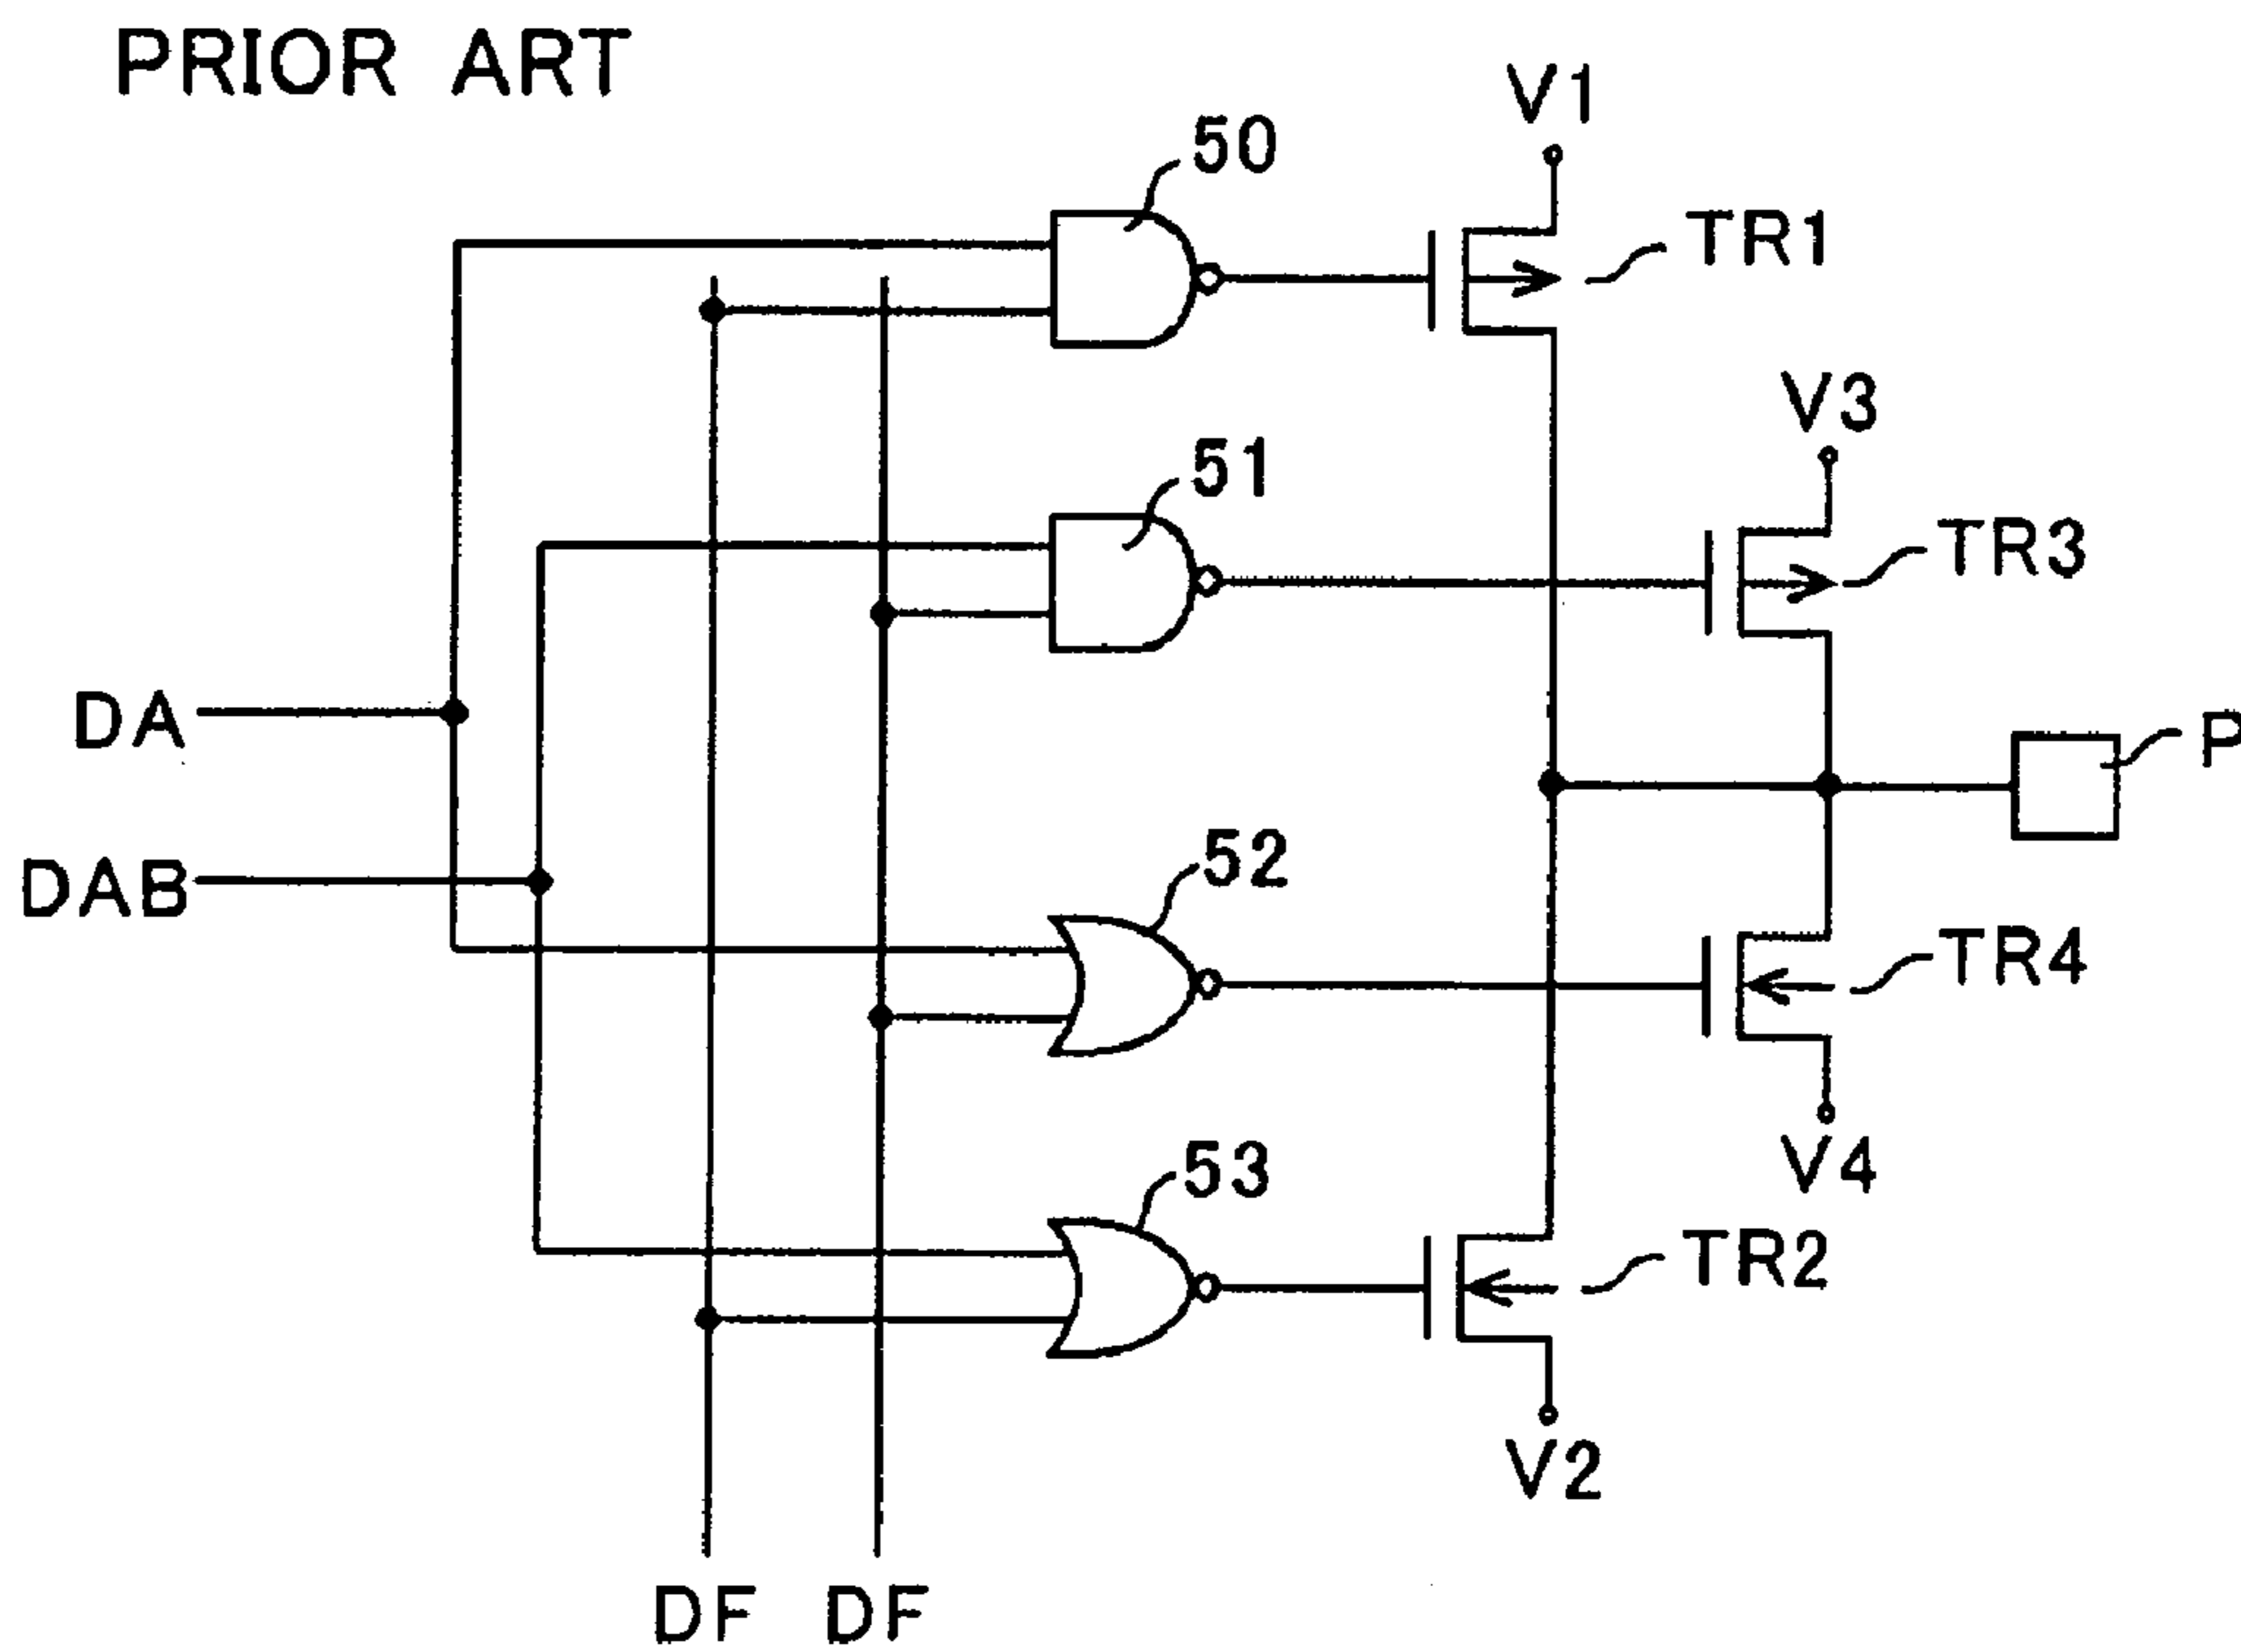 PRIOR ART
V1
50
TR1
V3
51
TR3
DA
P
DAB
52
TR4
53
V4
TR2
V2
DF DF